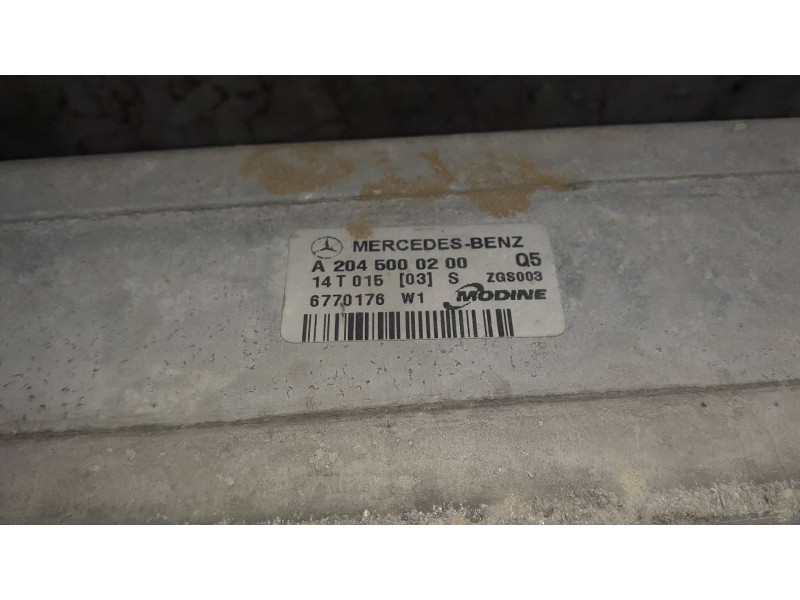 MERCEDES-BENZ
A 204 500 02 00 Q5
14 T 015 [03] S ZGS003
6770176 W1 MODINE